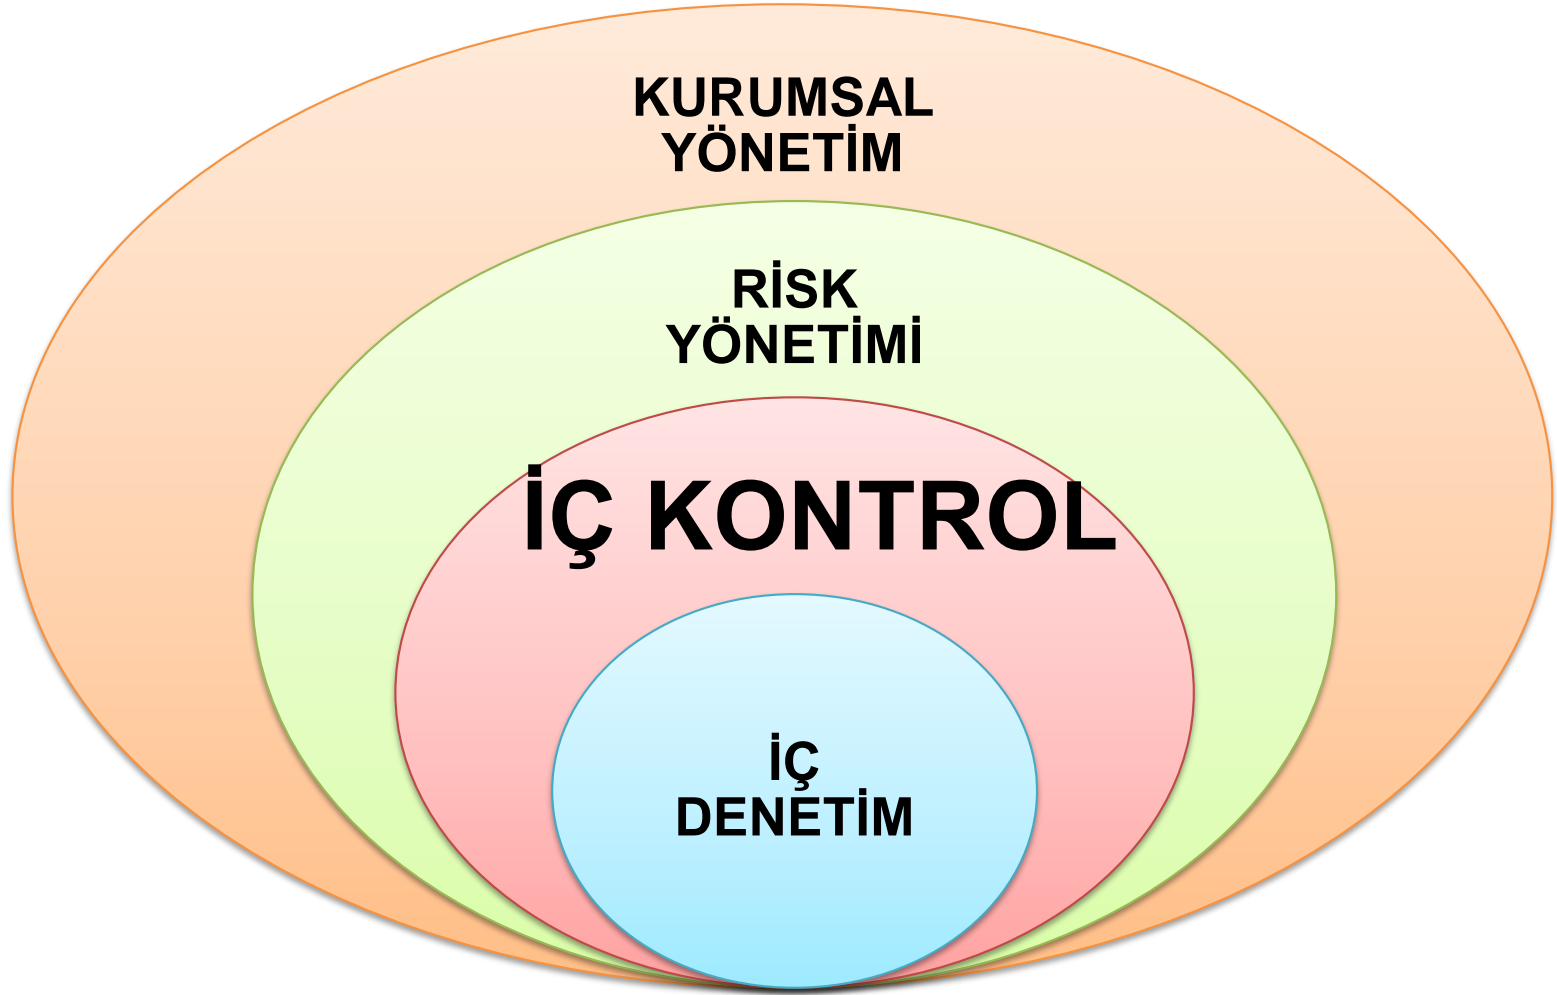 KURUMSAL
YÖNETİM
RİSK
YÖNETİMİ
İÇ KONTROL
İÇ
DENETİM